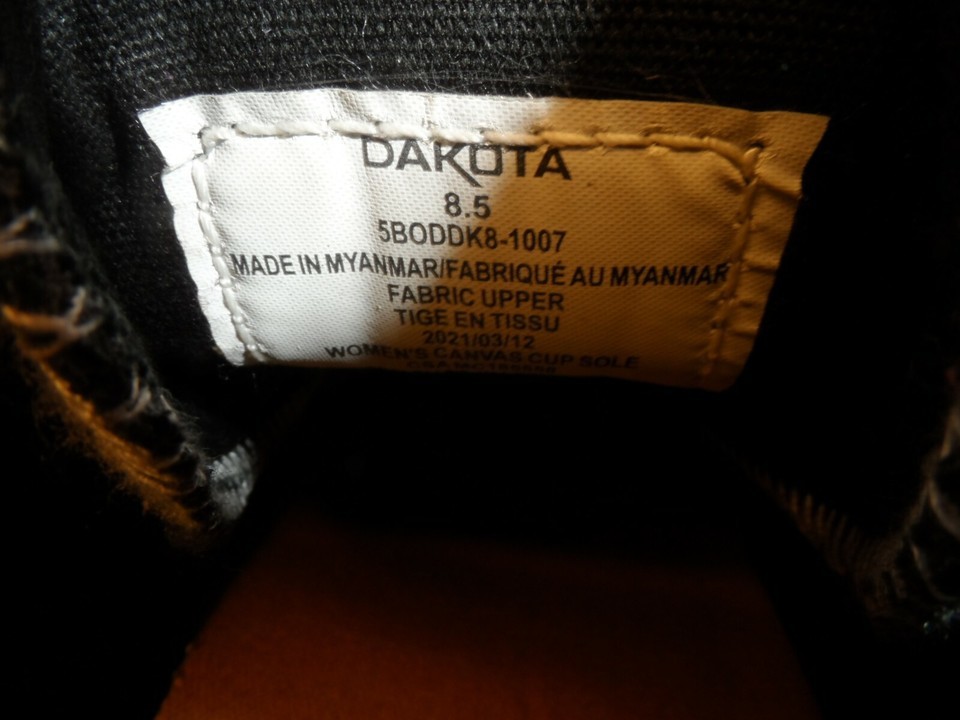 DAKOTA
8.5
5BODDK8-1007
MADE IN MYANMAR/FABRIQUÉ AU MYANMAR
FABRIC UPPER
TIGE EN TISSU
2021/03/12
WOMEN'S CANVAS CUP SOLE